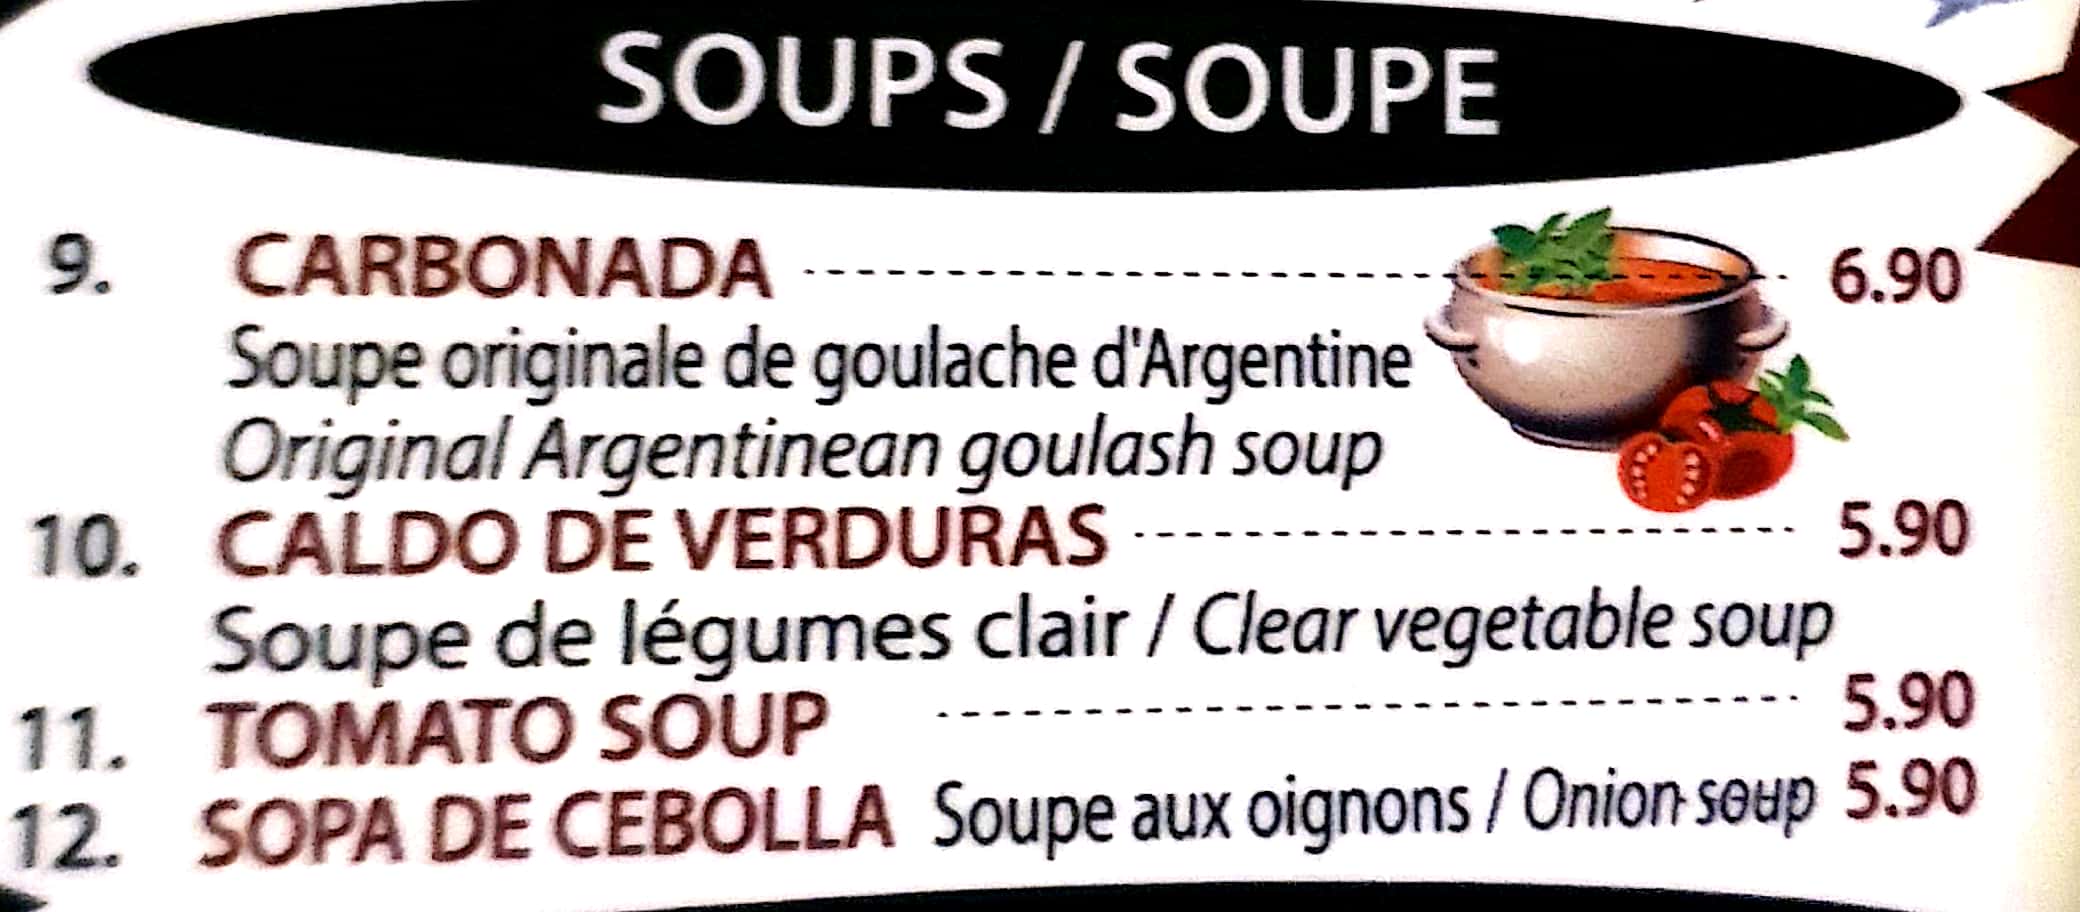 SOUPS / SOUPE
9. CARBONADA 6.90
Soupe originale de goulache d'Argentine
Original Argentinean goulash soup
10. CALDO DE VERDURAS 5.90
Soupe de légumes clair / Clear vegetable soup
11. TOMATO SOUP 5.90
12. SOPA DE CEBOLLA Soupe aux oignons / Onion soup 5.90